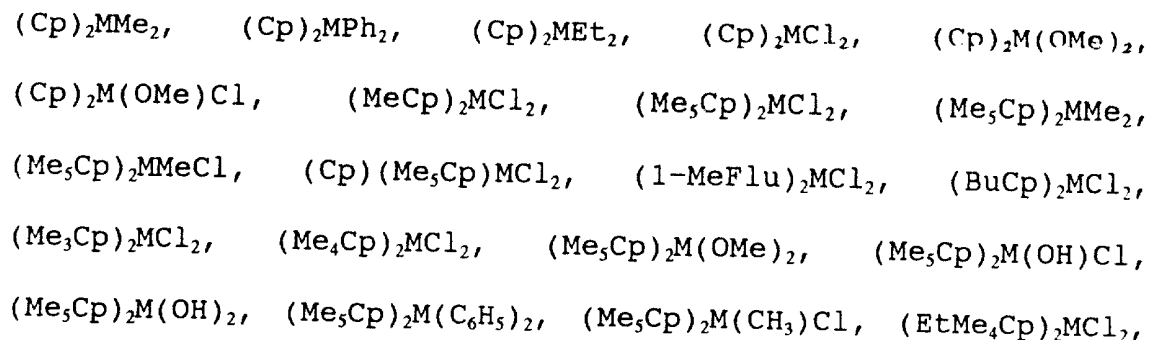 (Cp)₂MMe₂, (Cp)₂MPh₂, (Cp)₂MEt₂, (Cp)₂MCl₂, (Cp)₂M(OMe)₂,
(Cp)₂M(OMe)Cl, (MeCp)₂MCl₂, (Me₅Cp)₂MCl₂, (Me₅Cp)₂MMe₂,
(Me₅Cp)₂MMeCl, (Cp)(Me₅Cp)MCl₂, (1-MeFlu)₂MCl₂, (BuCp)₂MCl₂,
(Me₃Cp)₂MCl₂, (Me₄Cp)₂MCl₂, (Me₅Cp)₂M(OMe)₂, (Me₅Cp)₂M(OH)Cl,
(Me₅Cp)₂M(OH)₂, (Me₅Cp)₂M(C₆H₅)₂, (Me₅Cp)₂M(CH₃)Cl, (EtMe₄Cp)₂MCl₂,